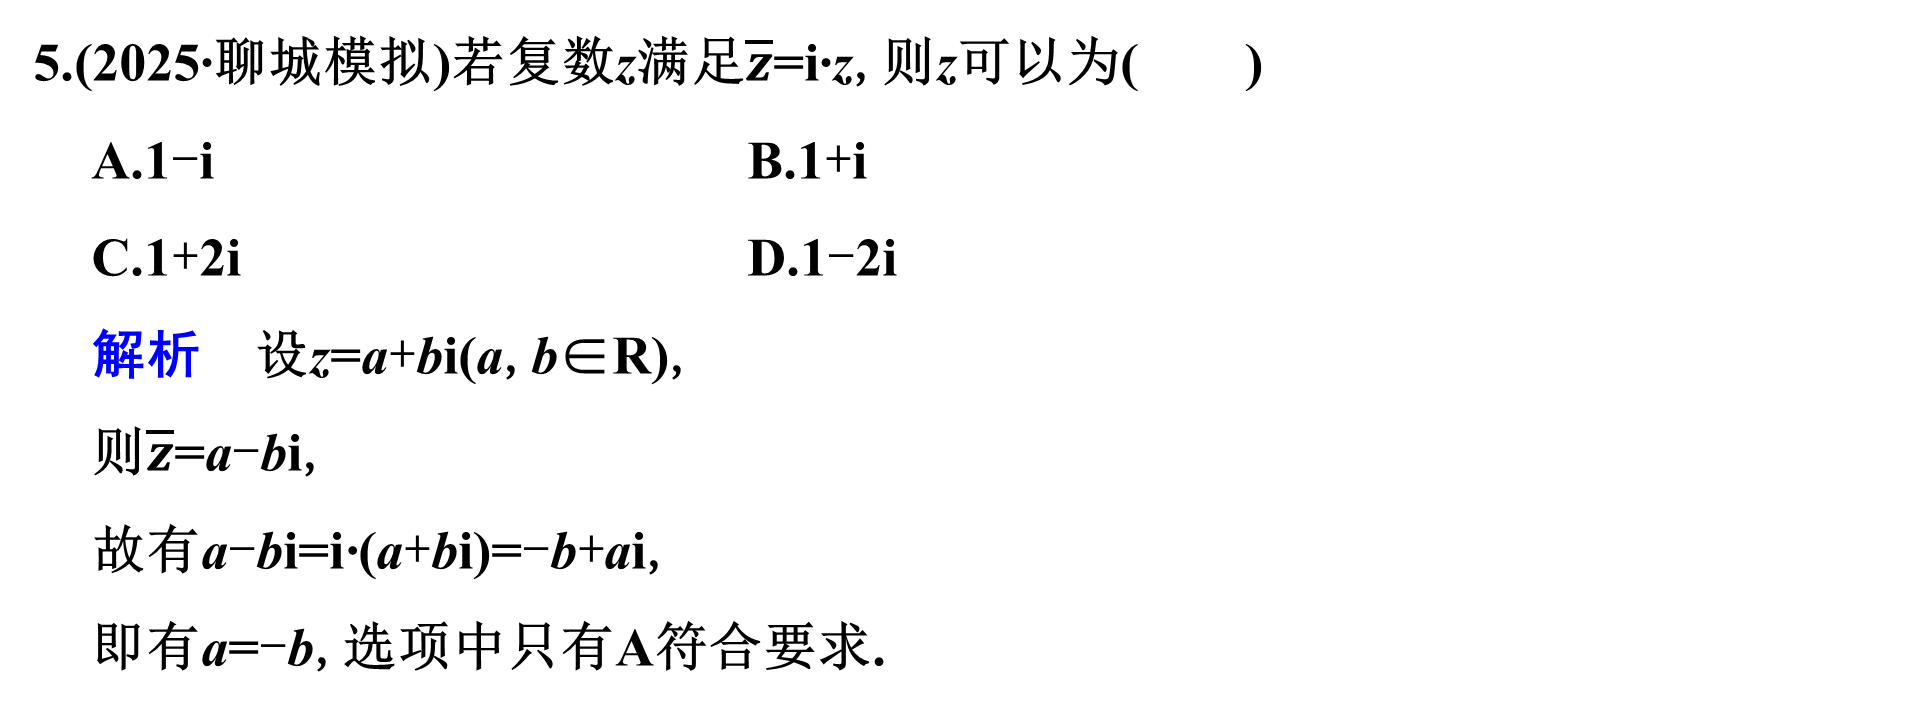 5.(2025·聊城模拟)若复数z满足z̅=i·z, 则z可以为(　　)
A.1−i　　B.1+i
C.1+2i　　D.1−2i
解析　设z=a+bi(a, b∈R),
则z̅=a−bi,
故有a−bi=i·(a+bi)=−b+ai,
即有a=−b, 选项中只有A符合要求.